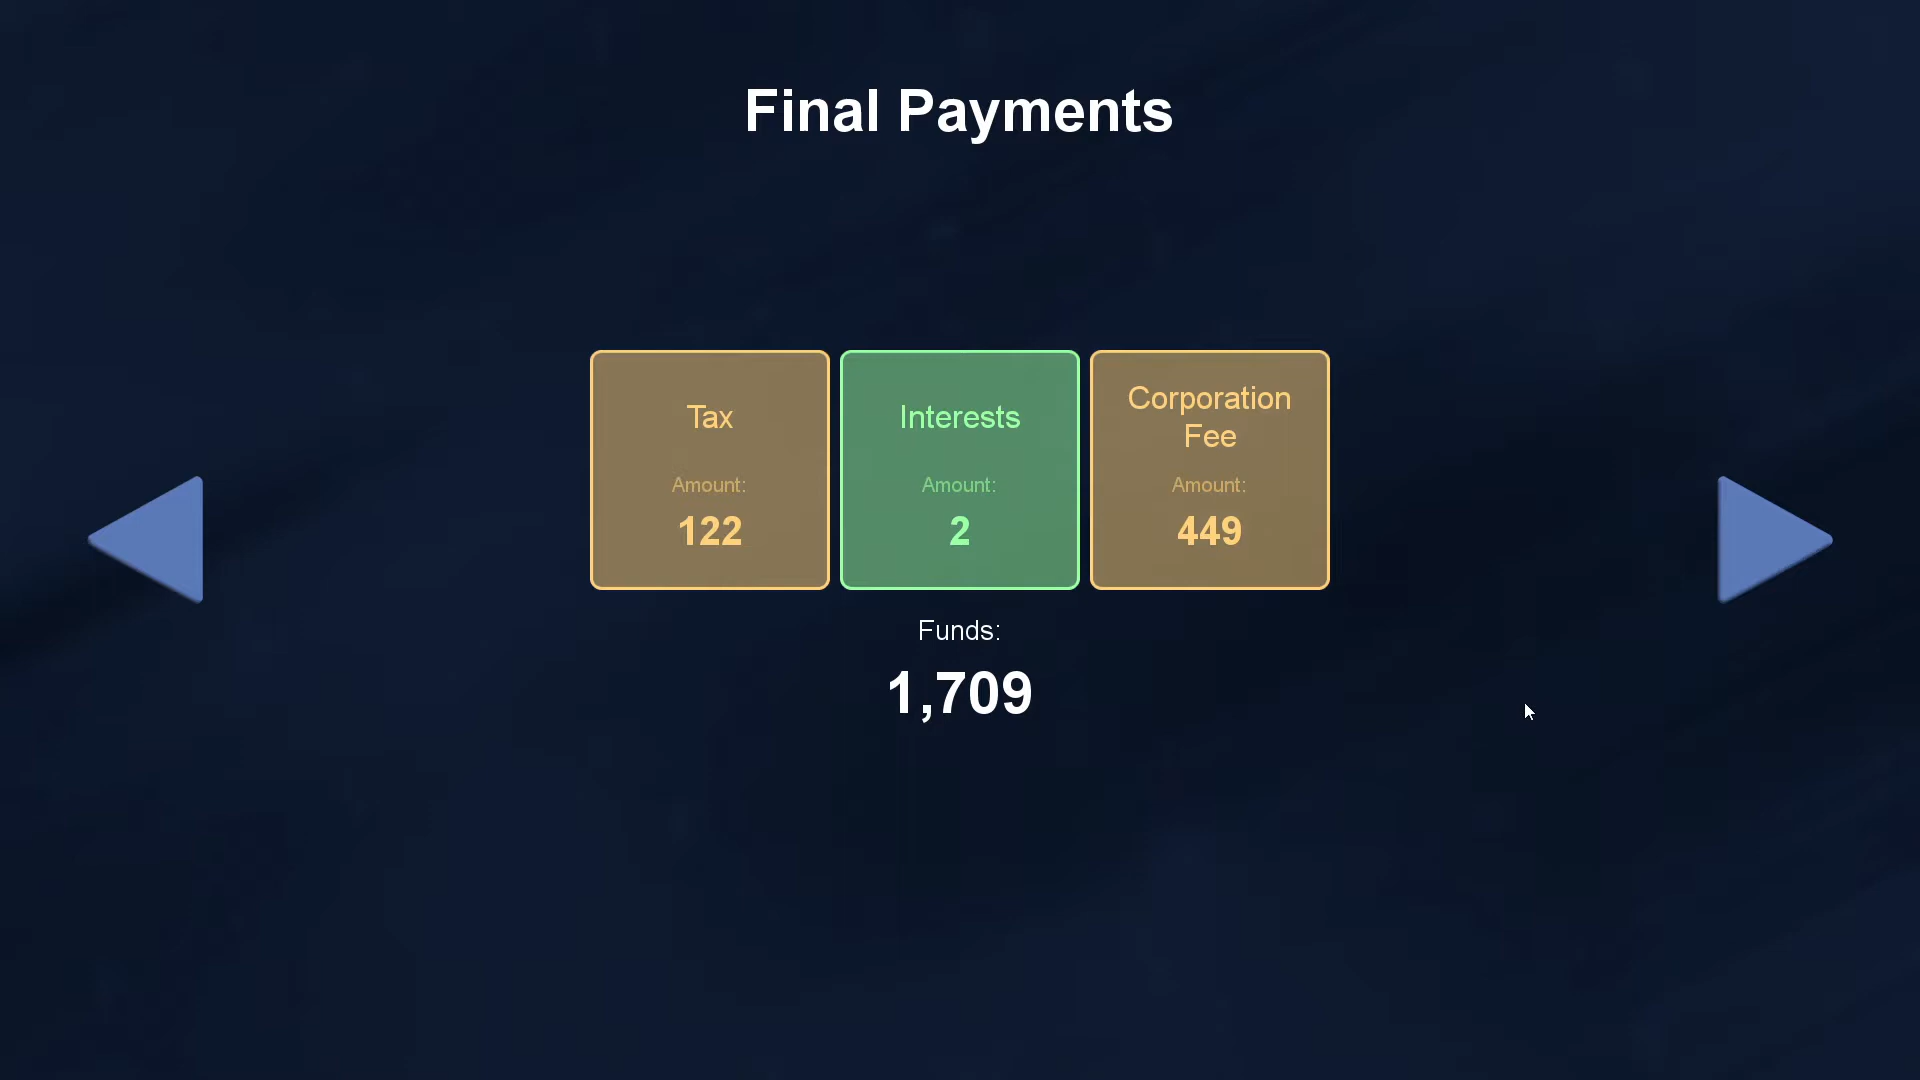 Final Payments
Tax
Amount:
122
Interests
Amount:
2
Corporation
Fee
Amount:
449
Funds:
1,709